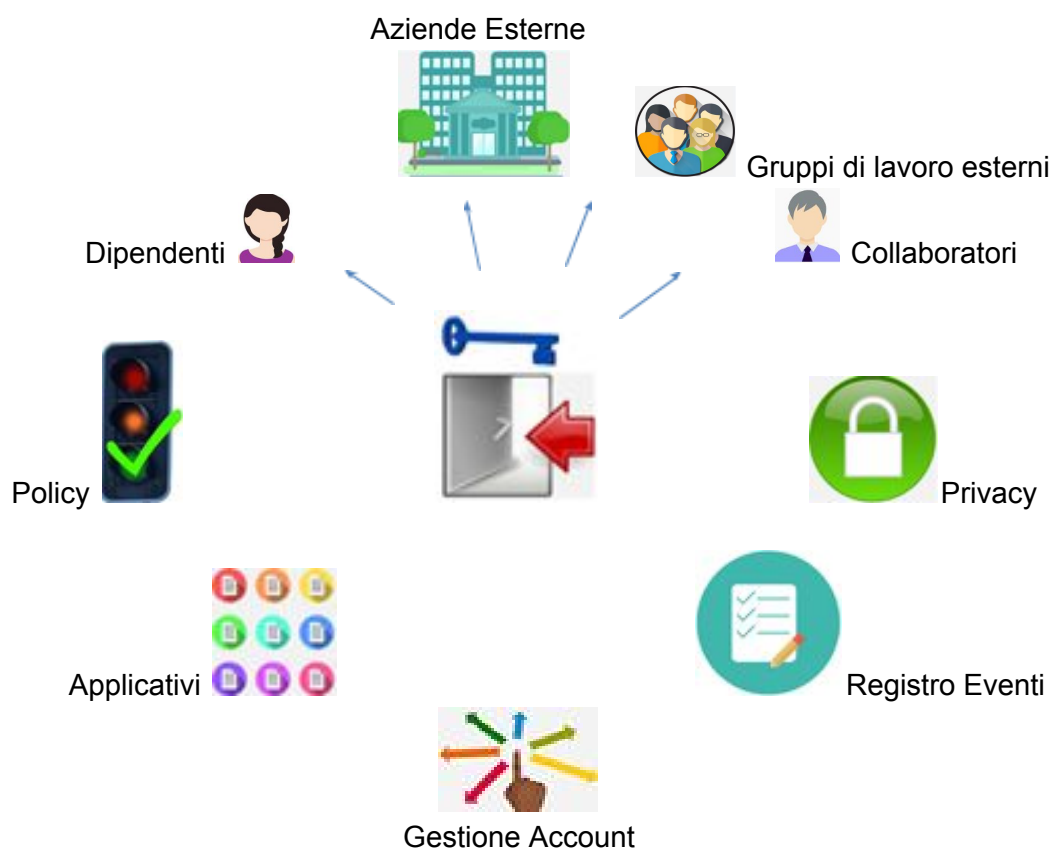 Aziende Esterne
Gruppi di lavoro esterni
Dipendenti
Collaboratori
Policy
Privacy
Applicativi
Registro Eventi
Gestione Account